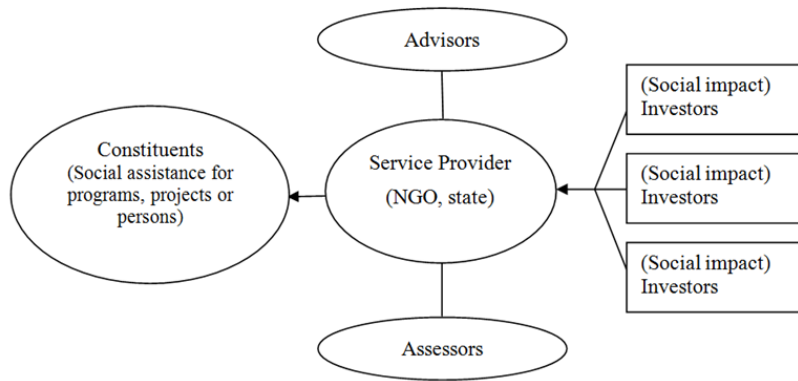 Advisors
Constituents
(Social assistance for
programs, projects or
persons)
Service Provider
(NGO, state)
(Social impact)
Investors
(Social impact)
Investors
(Social impact)
Investors
Assessors